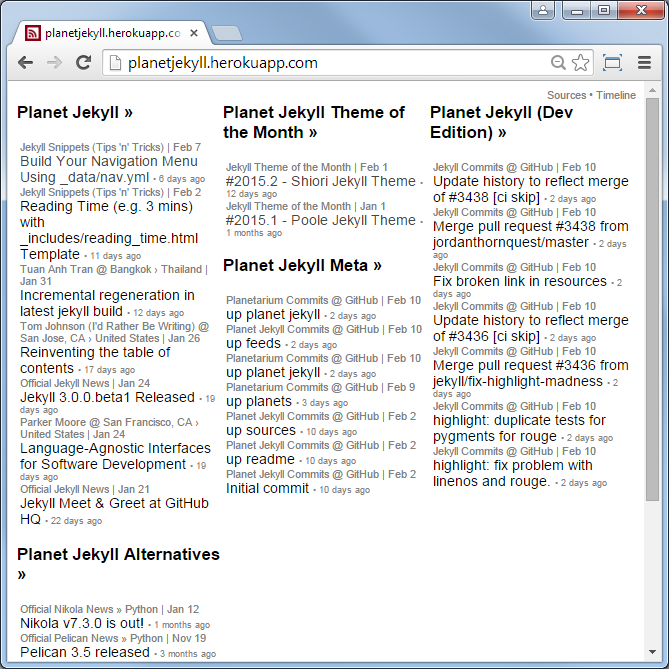 planetjekyll.herokuapp.co
planetjekyll.herokuapp.com
Sources • Timeline
Planet Jekyll »
Jekyll Snippets (Tips 'n' Tricks) | Feb 7
Build Your Navigation Menu
Using _data/nav.yml • 6 days ago
Jekyll Snippets (Tips 'n' Tricks) | Feb 2
Reading Time (e.g. 3 mins)
with
_includes/reading_time.html
Template • 11 days ago
Tuan Anh Tran @ Bangkok › Thailand |
Jan 31
Incremental regeneration in
latest jekyll build • 12 days ago
Tom Johnson (I'd Rather Be Writing) @
San Jose, CA › United States | Jan 26
Reinventing the table of
contents • 17 days ago
Official Jekyll News | Jan 24
Jekyll 3.0.0.beta1 Released • 19
days ago
Parker Moore @ San Francisco, CA ›
United States | Jan 24
Language-Agnostic Interfaces
for Software Development • 19
days ago
Official Jekyll News | Jan 21
Jekyll Meet & Greet at GitHub
HQ • 22 days ago
Planet Jekyll Alternatives
»
Official Nikola News » Python | Jan 12
Nikola v7.3.0 is out! • 1 months ago
Official Pelican News » Python | Nov 19
Pelican 3.5 released • 3 months ago
Planet Jekyll Theme of
the Month »
Jekyll Theme of the Month | Feb 1
#2015.2 - Shiori Jekyll Theme •
12 days ago
Jekyll Theme of the Month | Jan 1
#2015.1 - Poole Jekyll Theme •
1 months ago
Planet Jekyll Meta »
Planetarium Commits @ GitHub | Feb 10
up planet jekyll • 2 days ago
Planet Jekyll Commits @ GitHub | Feb 10
up feeds • 2 days ago
Planetarium Commits @ GitHub | Feb 10
up planet jekyll • 2 days ago
Planetarium Commits @ GitHub | Feb 9
up planets • 3 days ago
Planet Jekyll Commits @ GitHub | Feb 2
up sources • 10 days ago
Planet Jekyll Commits @ GitHub | Feb 2
up readme • 10 days ago
Planet Jekyll Commits @ GitHub | Feb 2
Initial commit • 10 days ago
Planet Jekyll (Dev
Edition) »
Jekyll Commits @ GitHub | Feb 10
Update history to reflect merge
of #3438 [ci skip] • 2 days ago
Jekyll Commits @ GitHub | Feb 10
Merge pull request #3438 from
jordanthornquest/master • 2 days
ago
Jekyll Commits @ GitHub | Feb 10
Fix broken link in resources • 2
days ago
Jekyll Commits @ GitHub | Feb 10
Update history to reflect merge
of #3436 [ci skip] • 2 days ago
Jekyll Commits @ GitHub | Feb 10
Merge pull request #3436 from
jekyll/fix-highlight-madness • 2
days ago
Jekyll Commits @ GitHub | Feb 10
highlight: duplicate tests for
pygments for rouge • 2 days ago
Jekyll Commits @ GitHub | Feb 10
highlight: fix problem with
linenos and rouge. • 2 days ago